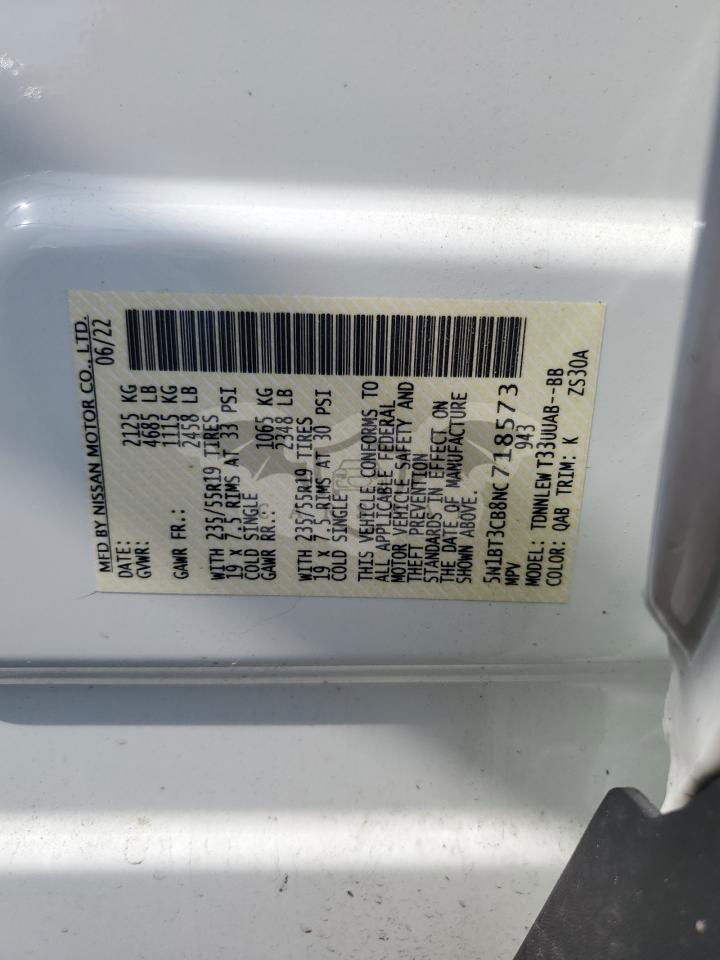 MFD BY NISSAN MOTOR CO., LTD.
DATE: 06/22
GVWR: 2125 KG
4685 LB
GAWR FR.: 1115 KG
2458 LB
WITH 235/55R19 TIRES
19 X 7.5 RIMS AT 33 PSI
COLD SINGLE
GAWR RR.: 1065 KG
2348 LB
WITH 235/55R19 TIRES
19 X 7.5 RIMS AT 30 PSI
COLD SINGLE
THIS VEHICLE CONFORMS TO
ALL APPLICABLE FEDERAL
MOTOR VEHICLE SAFETY AND
THEFT PREVENTION
STANDARDS IN EFFECT ON
THE DATE OF MANUFACTURE
SHOWN ABOVE.
5N1BT3CB8NC718573
MPV 943
MODEL: TDNNLEW T33UUAB--BB
COLOR: QAB TRIM: K ZS30A